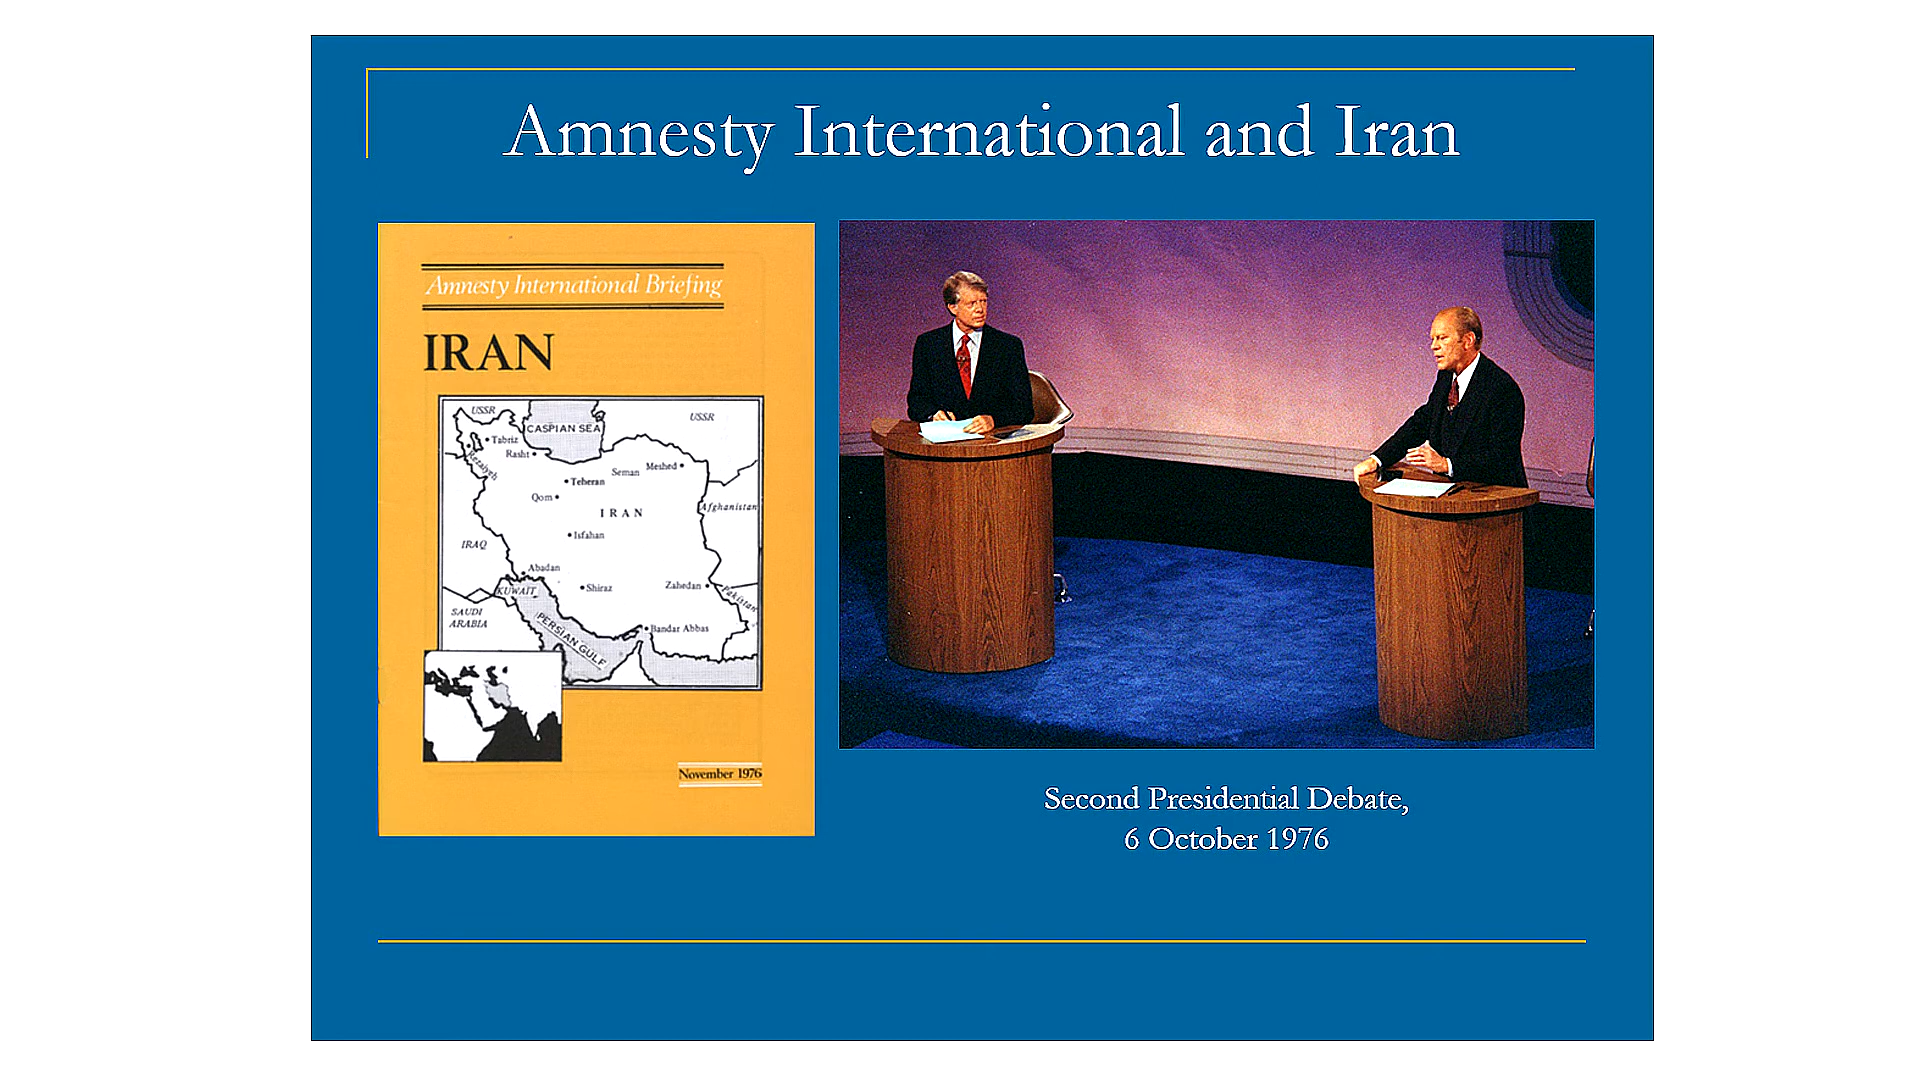 Amnesty International and Iran
Amnesty International Briefing
IRAN
USSR
USSR
CASPIAN SEA
Tabriz
Rasht
Rezaiyeh
Seman
Meshed
Teheran
Qom
IRAN
Afghanistan
Isfahan
IRAQ
Abadan
KUWAIT
Shiraz
Zahedan
Pakistan
SAUDI
ARABIA
PERSIAN GULF
Bandar Abbas
November 1976
Second Presidential Debate,
6 October 1976